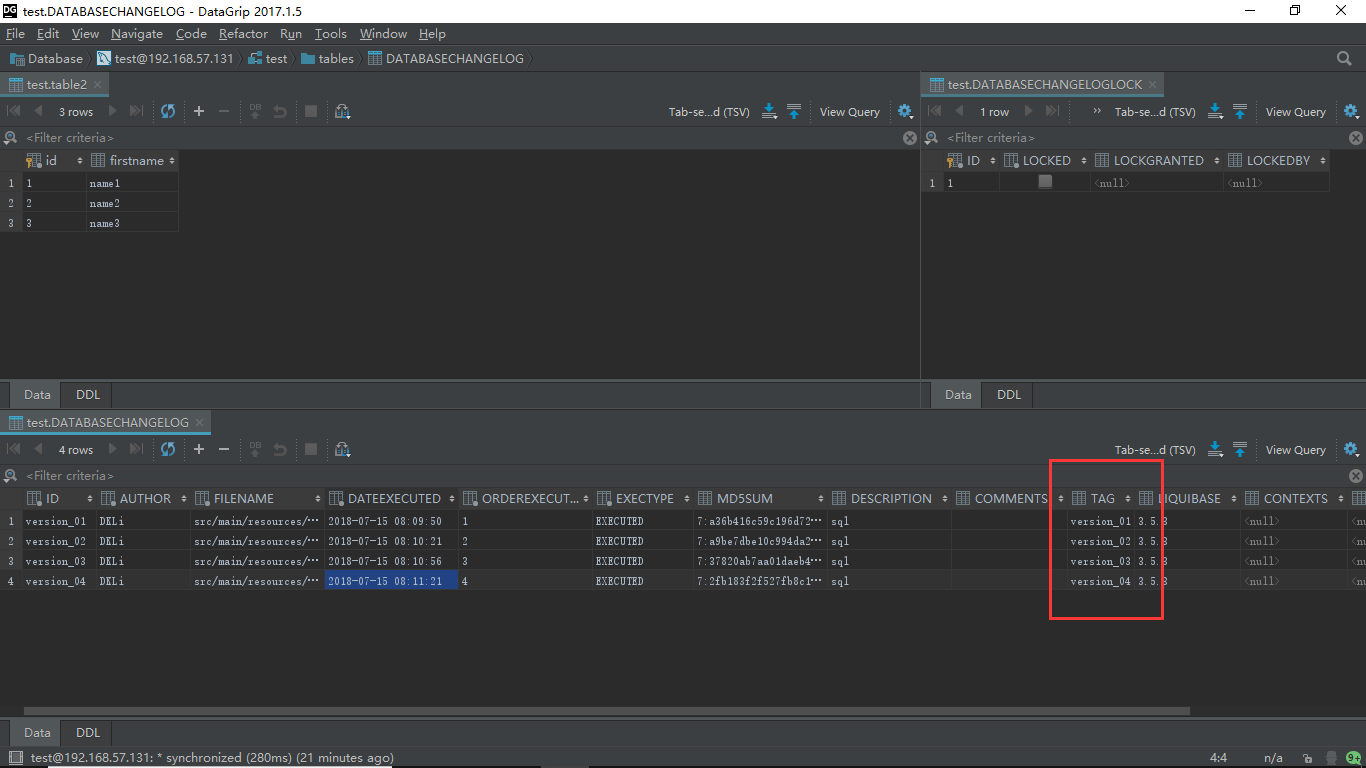 DG test.DATABASECHANGELOG - DataGrip 2017.1.5
File Edit View Navigate Code Refactor Run Tools Window Help
Database test@192.168.57.131 test tables DATABASECHANGELOG
test.table2
3 rows DB Tab-se...d (TSV) View Query
<Filter criteria>
id firstname
1 1 name1
2 2 name2
3 3 name3
Data DDL
test.DATABASECHANGELOGLOCK
1 row Tab-se...d (TSV) View Query
<Filter criteria>
ID LOCKED LOCKGRANTED LOCKEDBY
1 1 <null> <null>
Data DDL
test.DATABASECHANGELOG
4 rows DB Tab-se...d (TSV) View Query
<Filter criteria>
ID AUTHOR FILENAME DATEEXECUTED ORDEREXECUT... EXECTYPE MD5SUM DESCRIPTION COMMENTS TAG LIQUIBASE CONTEXTS
1 version_01 DKLi src/main/resources/⋯ 2018-07-15 08:09:50 1 EXECUTED 7:a36b416c59c196d72⋯ sql version_01 3.5.3 <null> <nu
2 version_02 DKLi src/main/resources/⋯ 2018-07-15 08:10:21 2 EXECUTED 7:a9be7dbe10c994da2⋯ sql version_02 3.5.3 <null> <nu
3 version_03 DKLi src/main/resources/⋯ 2018-07-15 08:10:56 3 EXECUTED 7:37820ab7aa01daeb4⋯ sql version_03 3.5.3 <null> <nu
4 version_04 DKLi src/main/resources/⋯ 2018-07-15 08:11:21 4 EXECUTED 7:2fb183f2f527fb8c1⋯ sql version_04 3.5.3 <null> <nu
Data DDL
test@192.168.57.131: * synchronized (280ms) (21 minutes ago) 4:4 n/a 9+